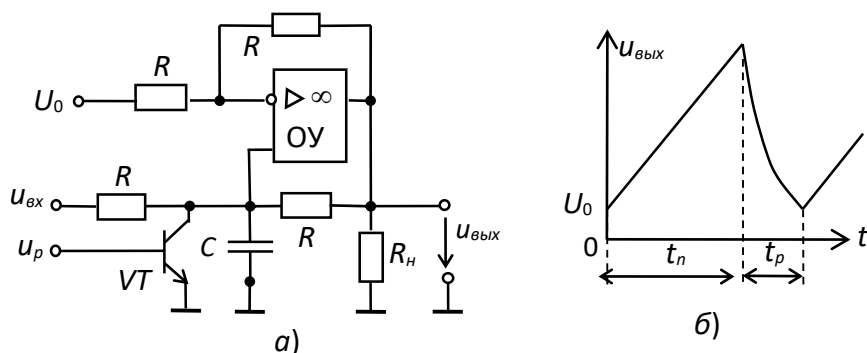 R
R
U₀
▷ ∞
ОУ
uвх
R
uр
VT
C
R
Rн
uвых
а)
uвых
U₀
0
tп
tр
t
б)